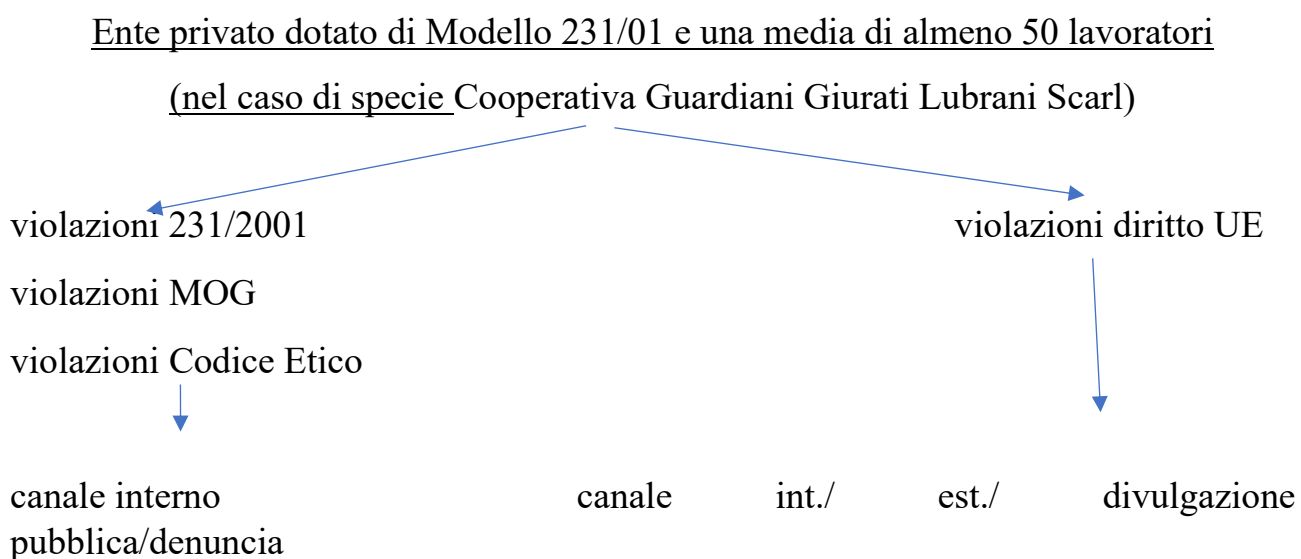 Ente privato dotato di Modello 231/01 e una media di almeno 50 lavoratori
(nel caso di specie Cooperativa Guardiani Giurati Lubrani Scarl)
violazioni 231/2001 violazioni diritto UE
violazioni MOG
violazioni Codice Etico
canale interno canale int./ est./ divulgazione
pubblica/denuncia